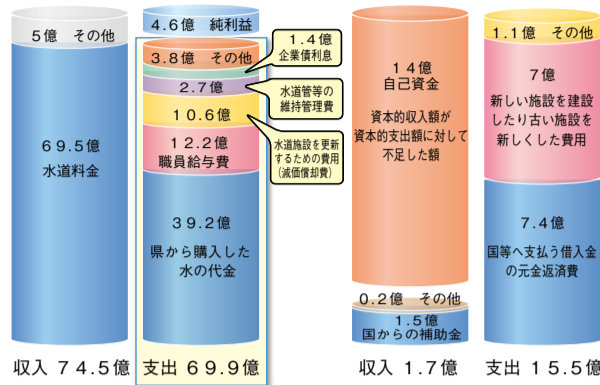 5億 その他
69.5億
水道料金
収入 74.5億
4.6億 純利益
3.8億 その他
1.4億
企業債利息
2.7億
水道管等の
維持管理費
10.6億
水道施設を更新
するための費用
(減価償却費)
12.2億
職員給与費
39.2億
県から購入した
水の代金
支出 69.9億
14億
自己資金
資本的収入額が
資本的支出額に対して
不足した額
0.2億 その他
1.5億
国からの補助金
収入 1.7億
1.1億 その他
7億
新しい施設を建設
したり古い施設を
新しくした費用
7.4億
国等へ支払う借入金
の元金返済費
支出 15.5億